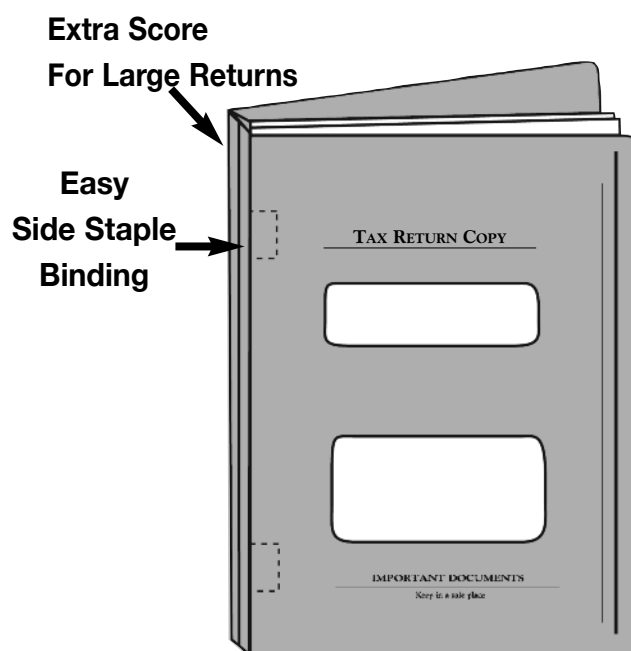 Extra Score
For Large Returns
Easy
Side Staple
Binding
TAX RETURN COPY
IMPORTANT DOCUMENTS
Keep in a safe place